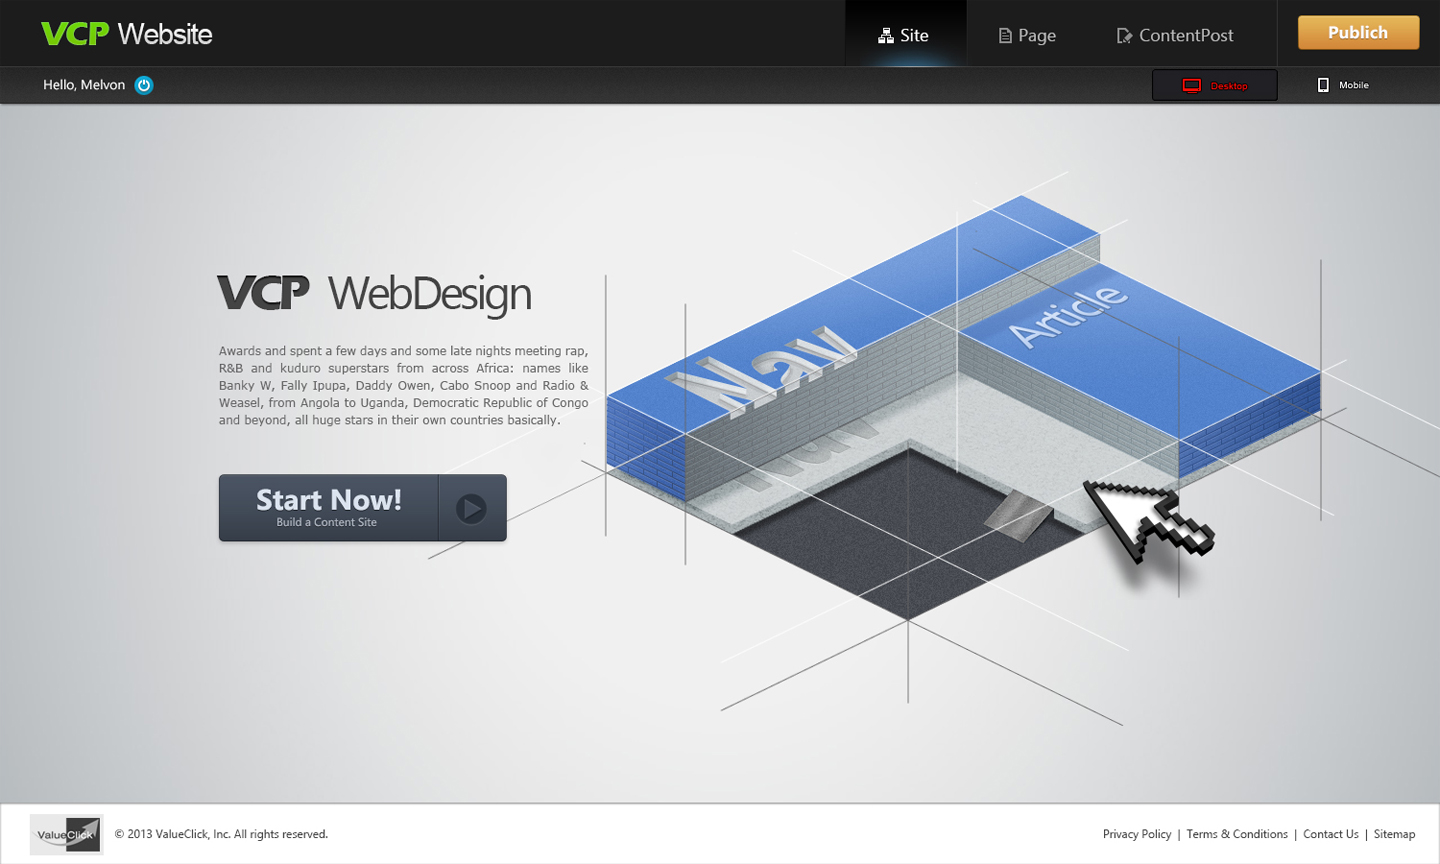 VCP Website
Site
Page
ContentPost
Publich
Hello, Melvon
Desktop
Mobile
VCP WebDesign
Awards and spent a few days and some late nights meeting rap,
R&B and kuduro superstars from across Africa: names like
Banky W, Fally Ipupa, Daddy Owen, Cabo Snoop and Radio &
Weasel, from Angola to Uganda, Democratic Republic of Congo
and beyond, all huge stars in their own countries basically.
Start Now!
Build a Content Site
Nav
Article
ValueClick
© 2013 ValueClick, Inc. All rights reserved.
Privacy Policy | Terms & Conditions | Contact Us | Sitemap